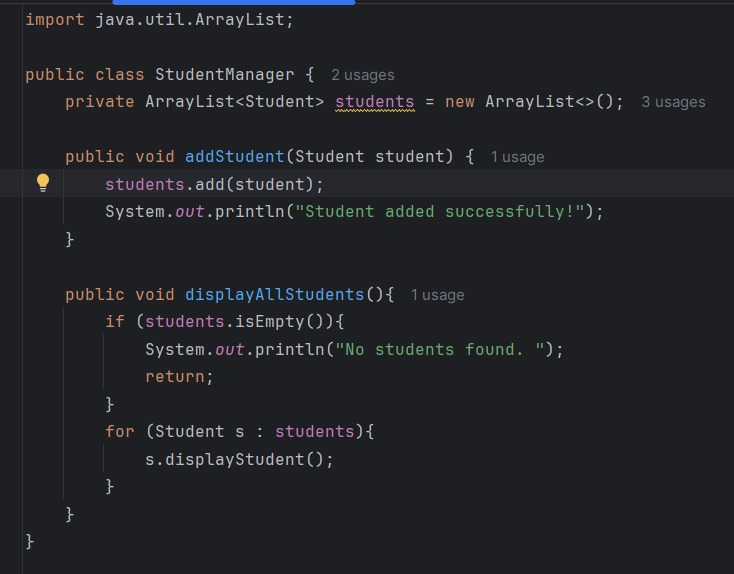 import java.util.ArrayList;
public class StudentManager { 2 usages
private ArrayList<Student> students = new ArrayList<>(); 3 usages
public void addStudent(Student student) { 1 usage
students.add(student);
System.out.println("Student added successfully!");
}
public void displayAllStudents(){ 1 usage
if (students.isEmpty()){
System.out.println("No students found. ");
return;
}
for (Student s : students){
s.displayStudent();
}
}
}